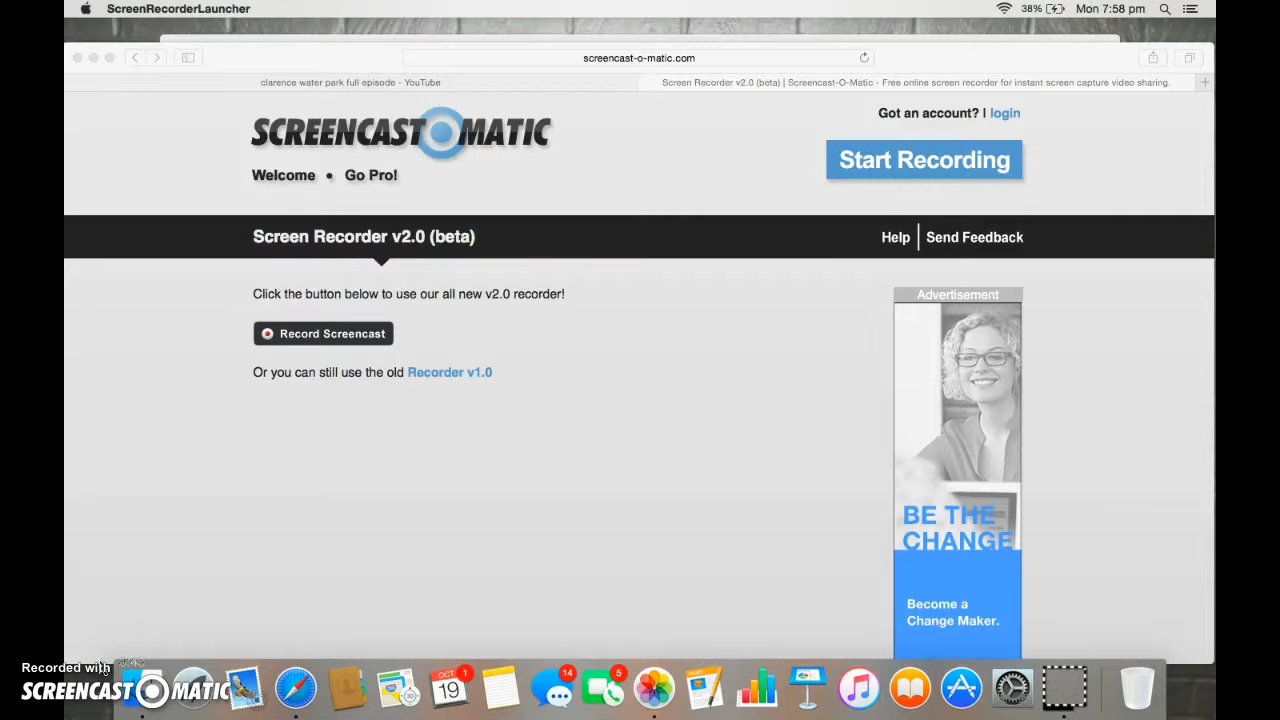 ScreenRecorderLauncher
38%
Mon 7:58 pm
screencast-o-matic.com
clarence water park full episode - YouTube
Screen Recorder v2.0 (beta) | Screencast-O-Matic - Free online screen recorder for instant screen capture video sharing.
SCREENCAST-O-MATIC
Got an account? | login
Start Recording
Welcome • Go Pro!
Screen Recorder v2.0 (beta)
Help
Send Feedback
Click the button below to use our all new v2.0 recorder!
Advertisement
Record Screencast
Or you can still use the old Recorder v1.0
BE THE
CHANGE
Become a
Change Maker.
Recorded with
SCREENCAST-O-MATIC
OCT
19
1
14
5
30